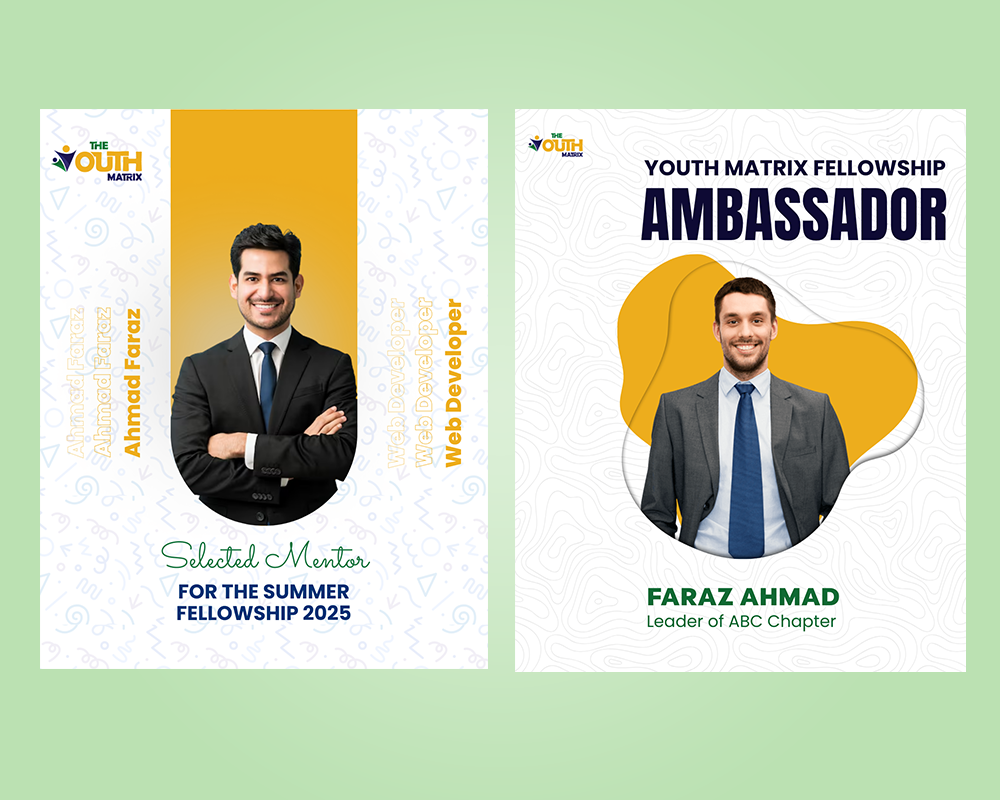 THE
YOUTH
MATRIX
Ahmad Faraz
Ahmad Faraz
Ahmad Faraz
Web Developer
Web Developer
Web Developer
Selected Mentor
FOR THE SUMMER
FELLOWSHIP 2025
THE
YOUTH
MATRIX
YOUTH MATRIX FELLOWSHIP
AMBASSADOR
FARAZ AHMAD
Leader of ABC Chapter